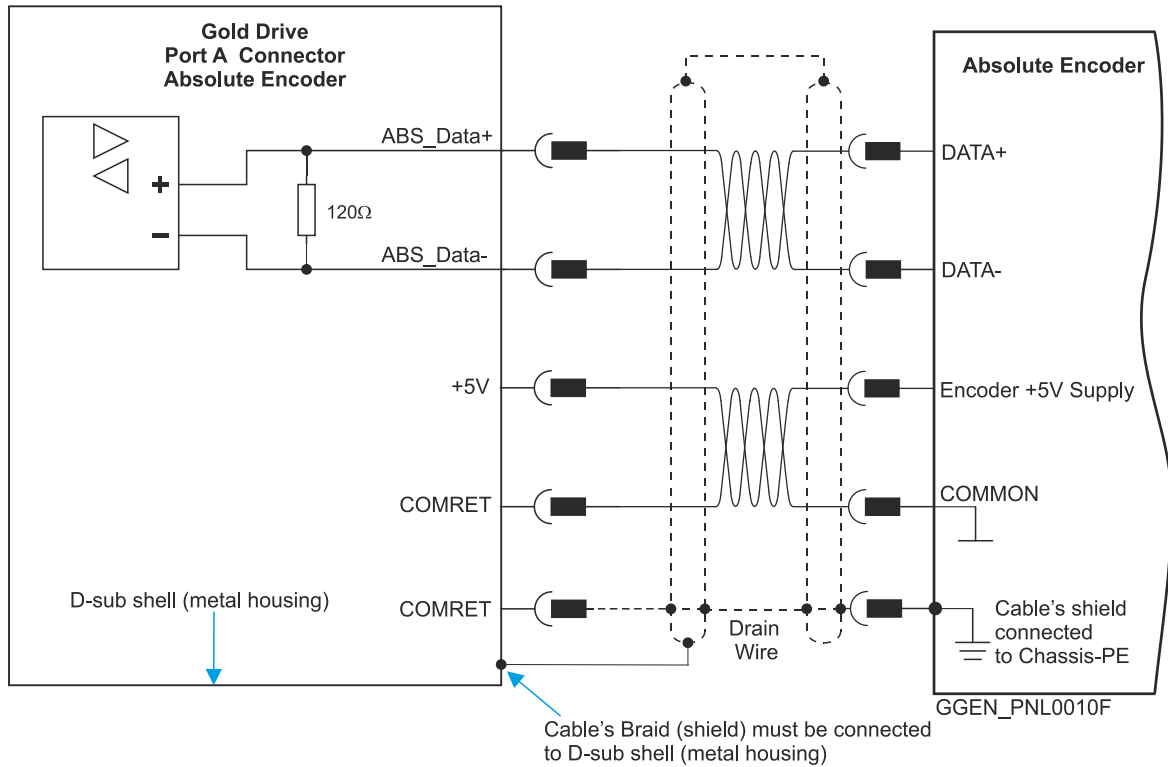 Gold Drive
Port A Connector
Absolute Encoder
Absolute Encoder
ABS_Data+
DATA+
+
120Ω
-
ABS_Data-
DATA-
+5V
Encoder +5V Supply
COMRET
COMMON
D-sub shell (metal housing)
COMRET
Drain
Wire
Cable's shield
connected
to Chassis-PE
GGEN_PNL0010F
Cable's Braid (shield) must be connected
to D-sub shell (metal housing)